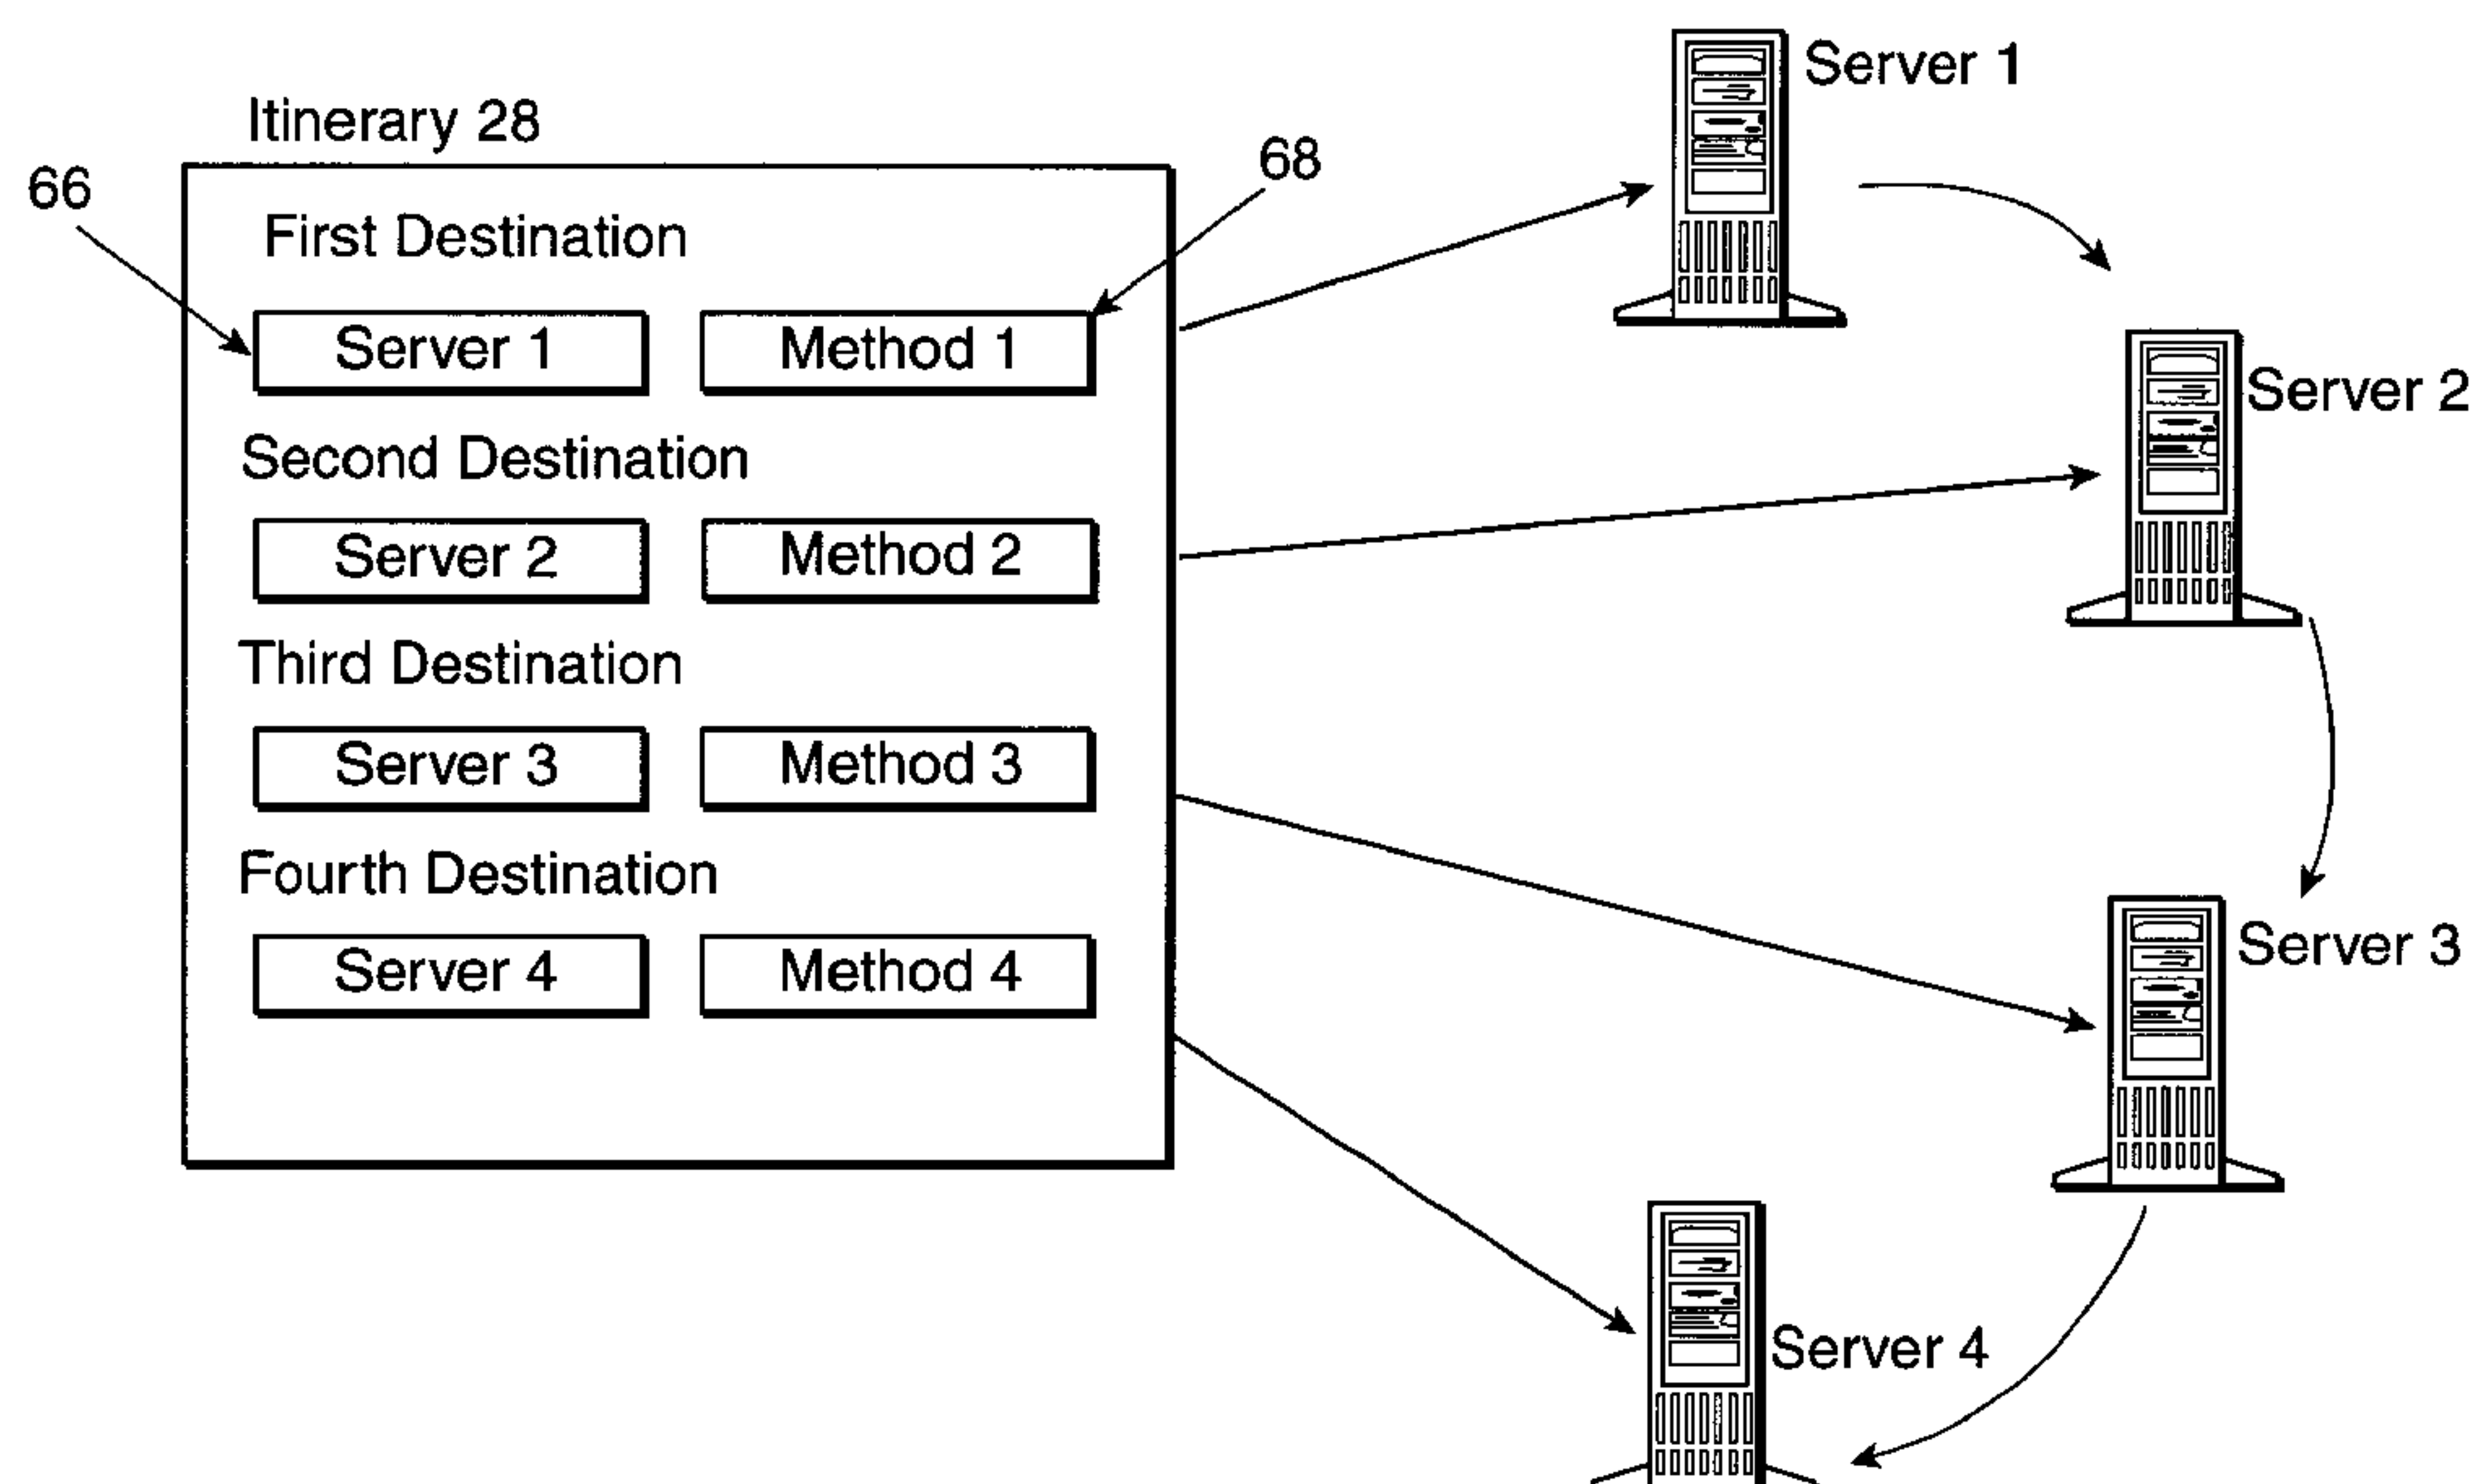 Itinerary 28
66
68
First Destination
Server 1 Method 1
Second Destination
Server 2 Method 2
Third Destination
Server 3 Method 3
Fourth Destination
Server 4 Method 4
Server 1
Server 2
Server 3
Server 4